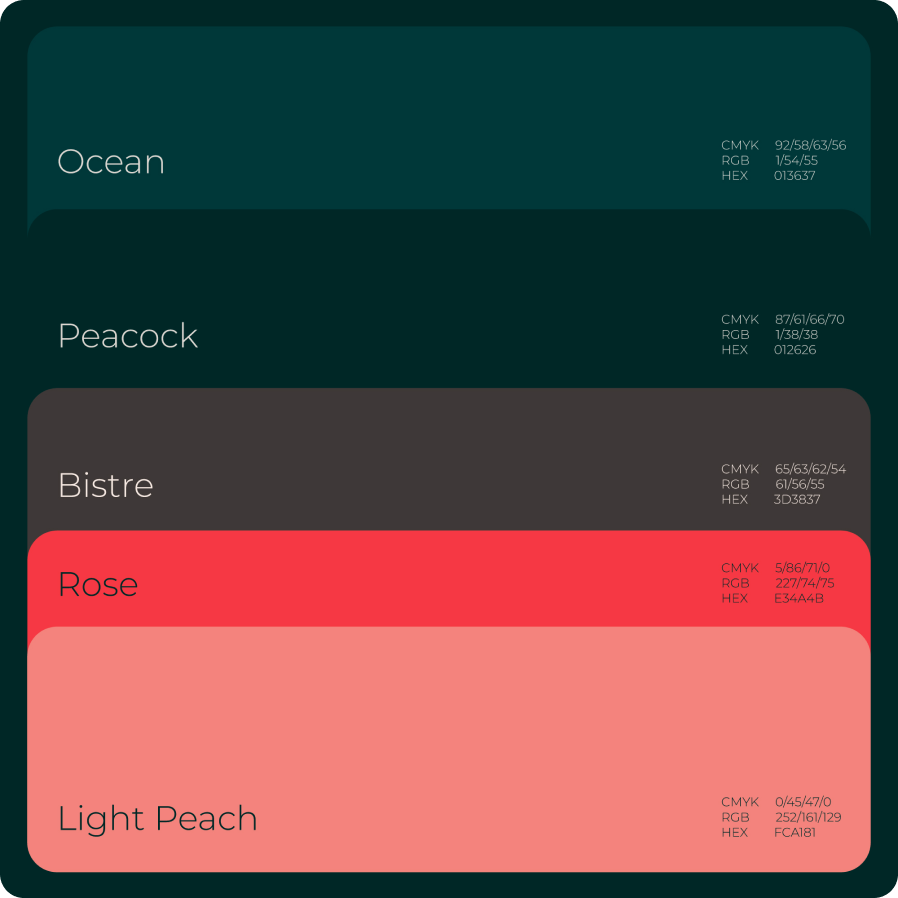 Ocean
CMYK 92/58/63/56
RGB 1/54/55
HEX 013637
Peacock
CMYK 87/61/66/70
RGB 1/38/38
HEX 012626
Bistre
CMYK 65/63/62/54
RGB 61/56/55
HEX 3D3837
Rose
CMYK 5/86/71/0
RGB 227/74/75
HEX E34A4B
Light Peach
CMYK 0/45/47/0
RGB 252/161/129
HEX FCA181